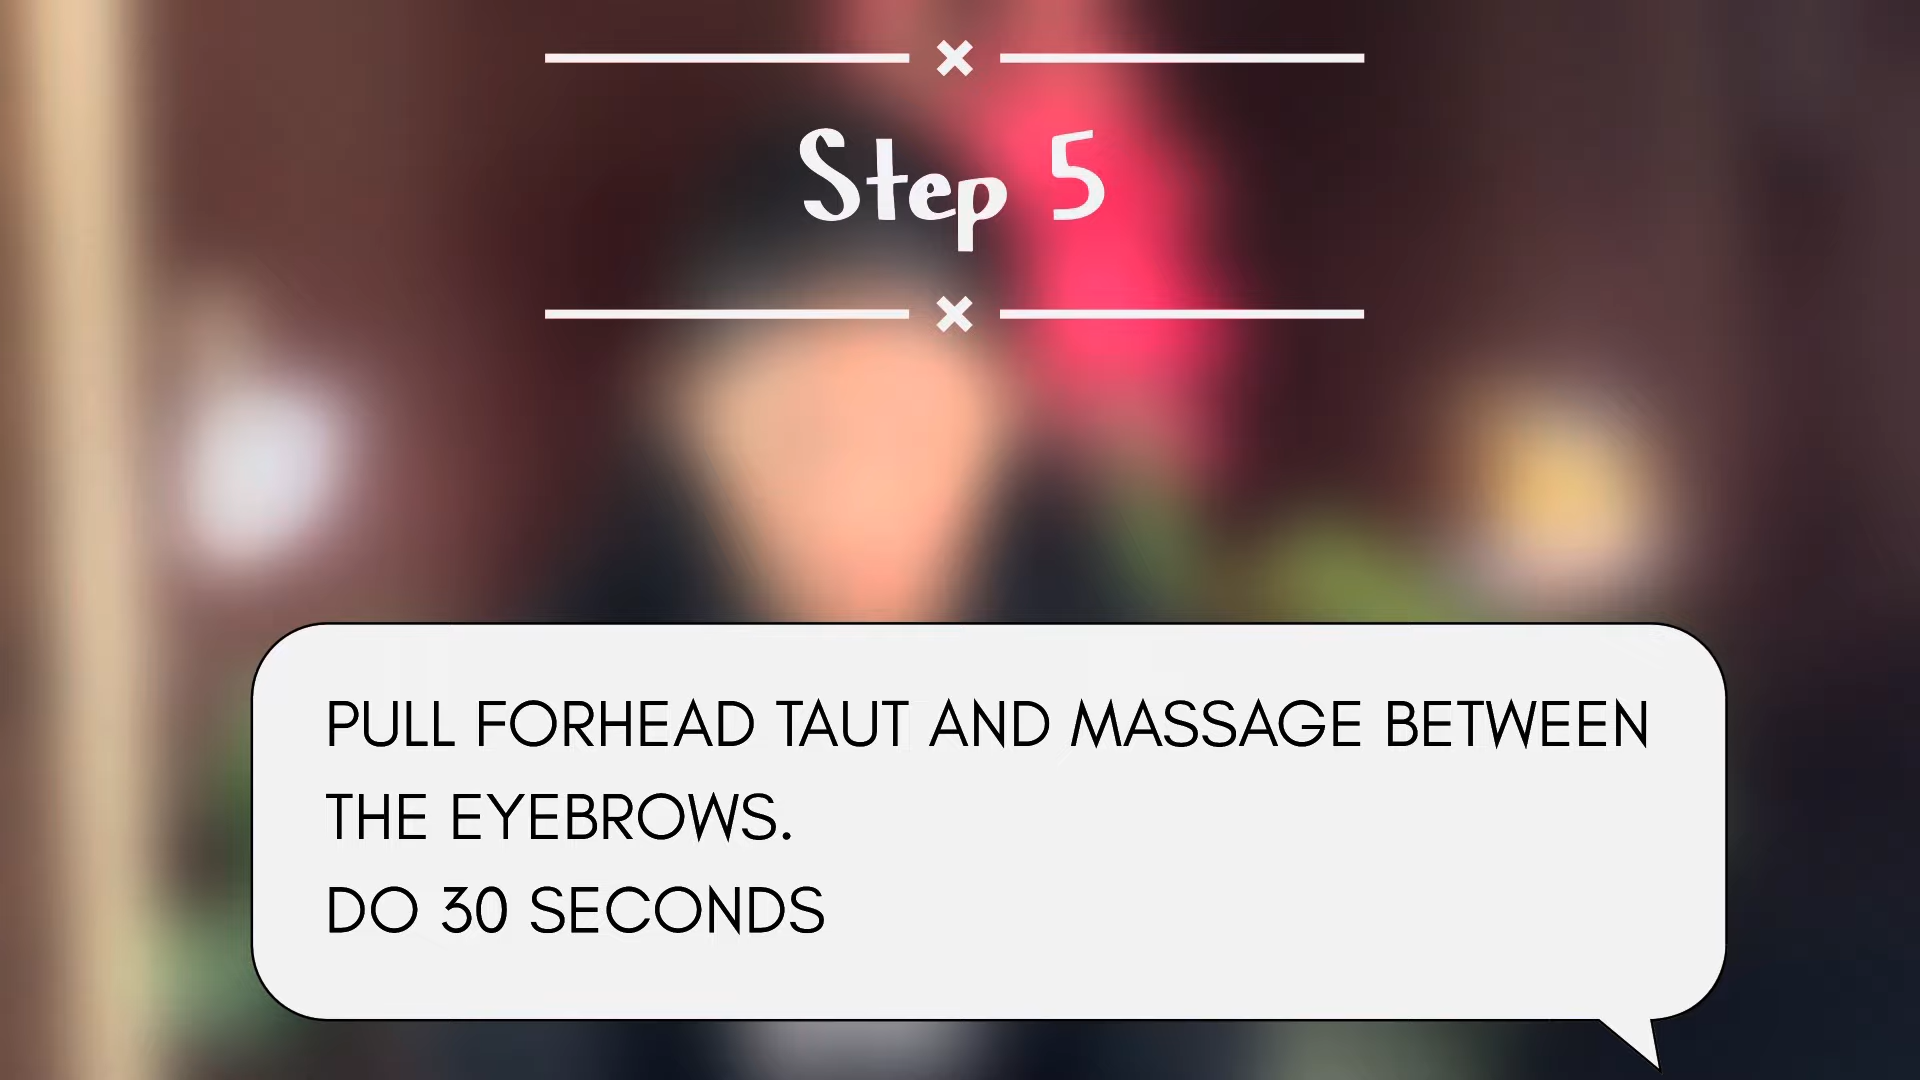 Step 5
PULL FORHEAD TAUT AND MASSAGE BETWEEN
THE EYEBROWS.
DO 30 SECONDS